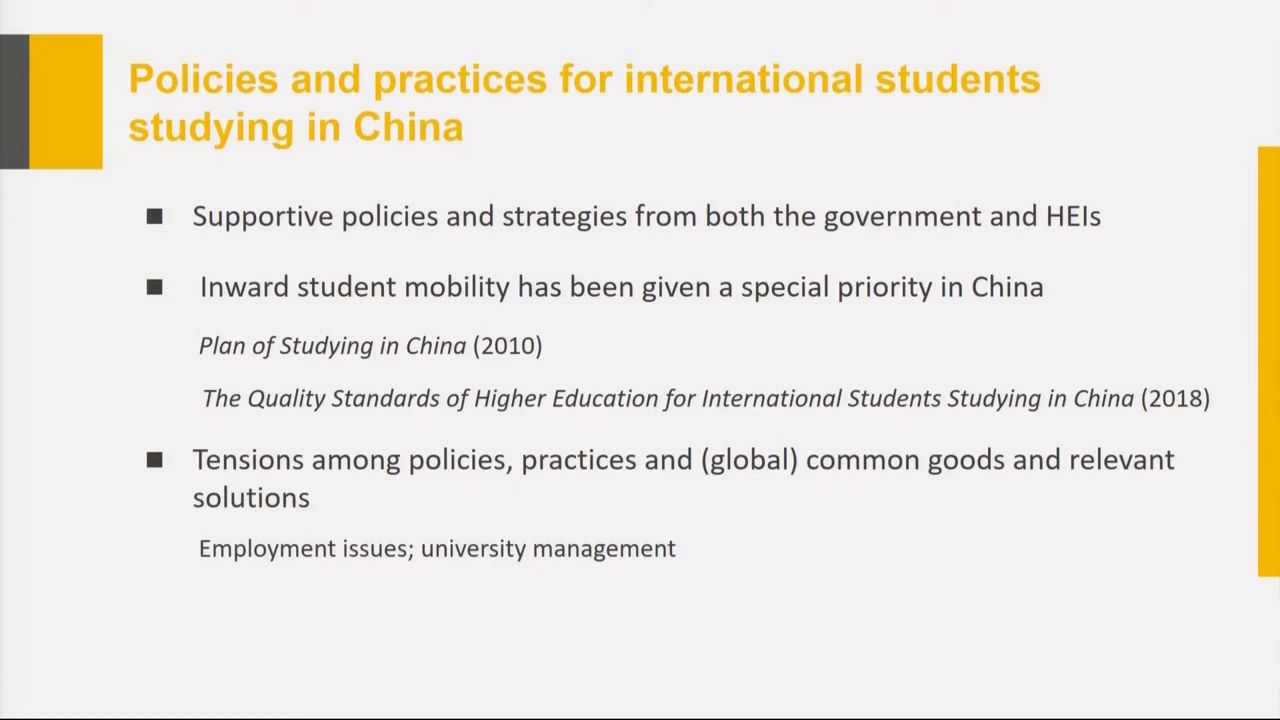 Policies and practices for international students
studying in China
■ Supportive policies and strategies from both the government and HEIs
■ Inward student mobility has been given a special priority in China
Plan of Studying in China (2010)
The Quality Standards of Higher Education for International Students Studying in China (2018)
■ Tensions among policies, practices and (global) common goods and relevant
solutions
Employment issues; university management